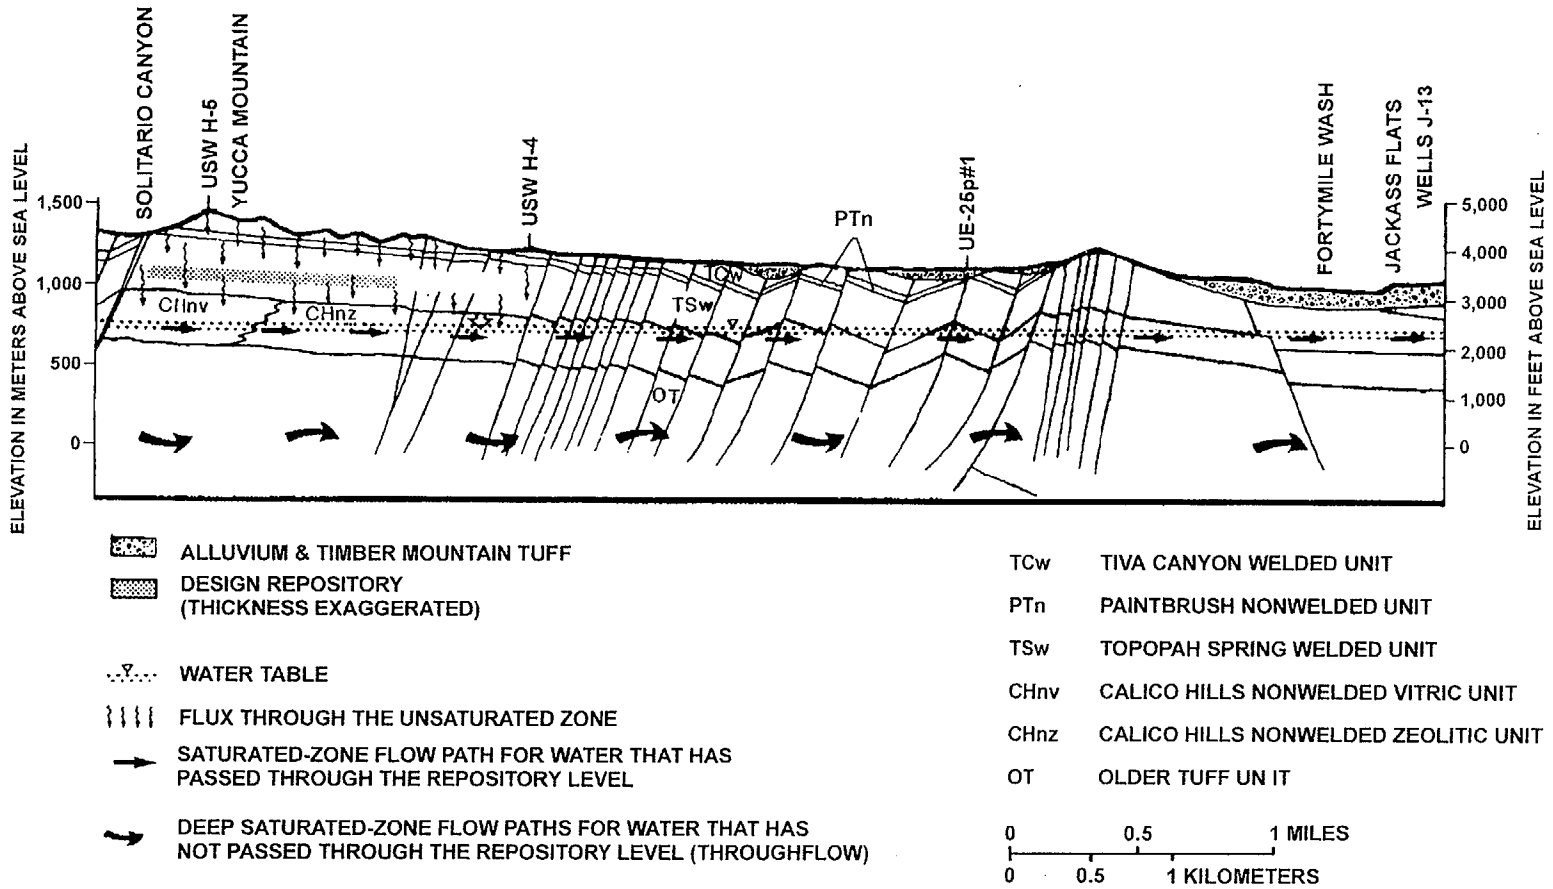 SOLITARIO CANYON
USW H-5
YUCCA MOUNTAIN
USW H-4
UE-25p#1
FORTYMILE WASH
JACKASS FLATS
WELLS J-13
ELEVATION IN METERS ABOVE SEA LEVEL
1,500
1,000
500
0
5,000
4,000
3,000
2,000
1,000
0
ELEVATION IN FEET ABOVE SEA LEVEL
PTn
TCw
TSw
CHnv
CHnz
OT
ALLUVIUM & TIMBER MOUNTAIN TUFF
DESIGN REPOSITORY
(THICKNESS EXAGGERATED)
WATER TABLE
FLUX THROUGH THE UNSATURATED ZONE
SATURATED-ZONE FLOW PATH FOR WATER THAT HAS
PASSED THROUGH THE REPOSITORY LEVEL
DEEP SATURATED-ZONE FLOW PATHS FOR WATER THAT HAS
NOT PASSED THROUGH THE REPOSITORY LEVEL (THROUGHFLOW)
TCw TIVA CANYON WELDED UNIT
PTn PAINTBRUSH NONWELDED UNIT
TSw TOPOPAH SPRING WELDED UNIT
CHnv CALICO HILLS NONWELDED VITRIC UNIT
CHnz CALICO HILLS NONWELDED ZEOLITIC UNIT
OT OLDER TUFF UN IT
0 0.5 1 MILES
0 0.5 1 KILOMETERS